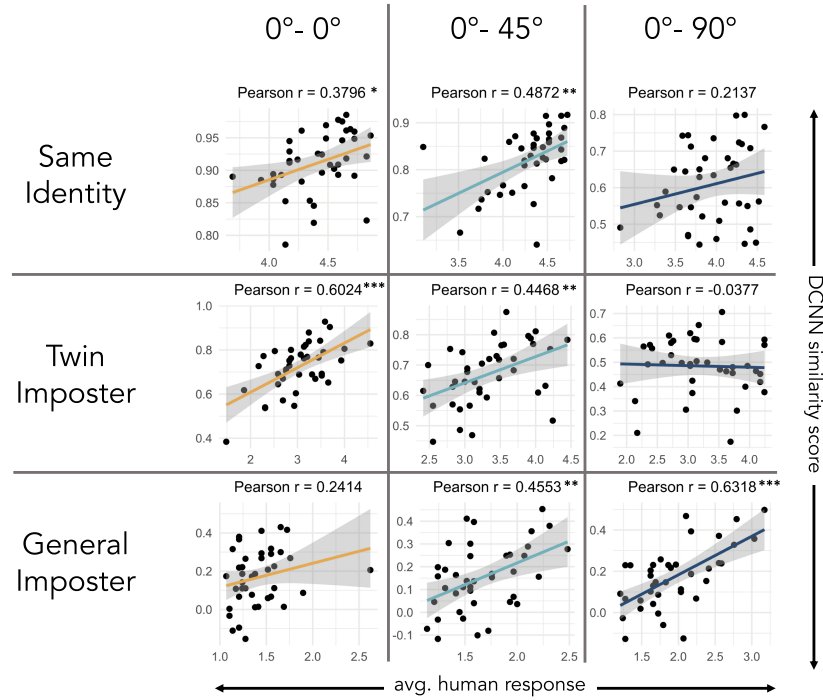 0°- 0° 0°- 45° 0°- 90°
Same
Identity
Pearson r = 0.3796 *
0.95
0.90
0.85
0.80
4.0 4.5
Pearson r = 0.4872 **
0.9
0.8
0.7
3.5 4.0 4.5
Pearson r = 0.2137
0.8
0.7
0.6
0.5
3.0 3.5 4.0 4.5
Twin
Imposter
Pearson r = 0.6024 ***
1.0
0.8
0.6
0.4
2 3 4
Pearson r = 0.4468 **
0.8
0.7
0.6
0.5
2.5 3.0 3.5 4.0 4.5
Pearson r = -0.0377
0.7
0.6
0.5
0.4
0.3
0.2
2.0 2.5 3.0 3.5 4.0
General
Imposter
Pearson r = 0.2414
0.4
0.2
0.0
1.0 1.5 2.0 2.5
Pearson r = 0.4553 **
0.4
0.3
0.2
0.1
0.0
-0.1
1.5 2.0 2.5
Pearson r = 0.6318 ***
0.4
0.2
0.0
1.5 2.0 2.5 3.0
avg. human response
DCNN similarity score